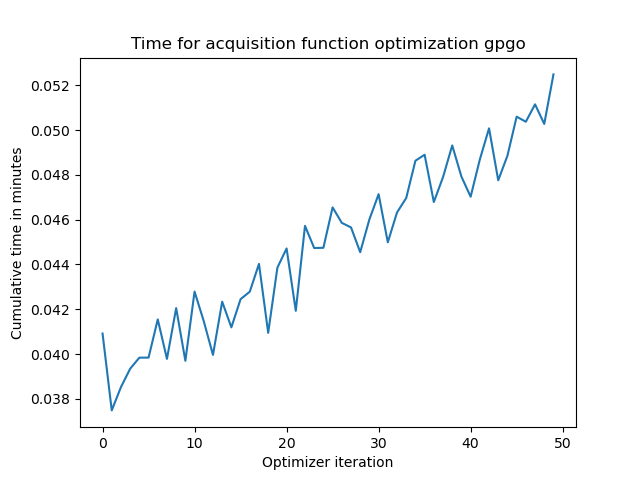 Time for acquisition function optimization gpgo
Cumulative time in minutes
0.052
0.050
0.048
0.046
0.044
0.042
0.040
0.038
0 10 20 30 40 50
Optimizer iteration